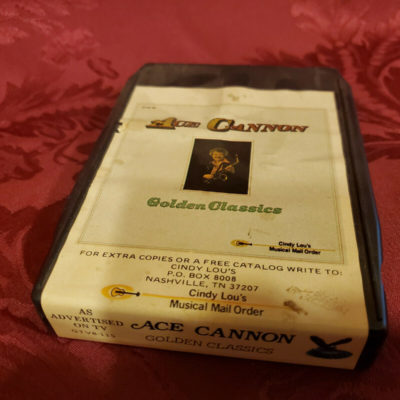 ACE CANNON
Golden Classics
Cindy Lou's
Musical Mail Order
FOR EXTRA COPIES OR A FREE CATALOG WRITE TO:
CINDY LOU'S
P.O. BOX 8008
NASHVILLE, TN 37207
Cindy Lou's
Musical Mail Order
AS
ADVERTISED
ON TV
ACE CANNON
GOLDEN CLASSICS